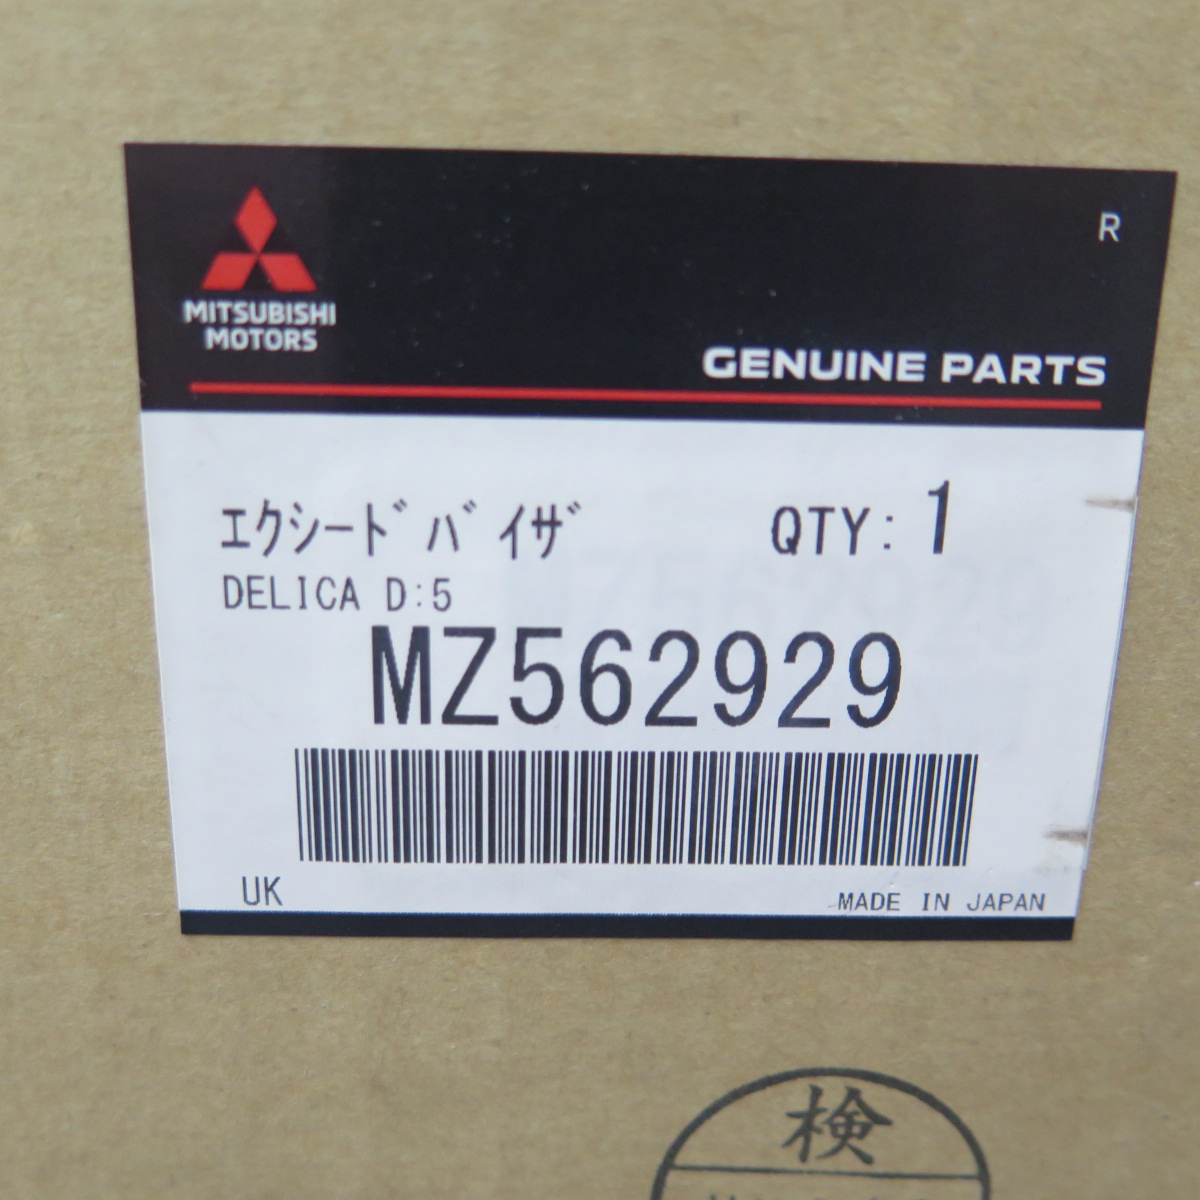 R
MITSUBISHI
MOTORS
GENUINE PARTS
ｴｸｼｰﾄﾞﾊﾞｲｻﾞ QTY: 1
DELICA D:5
MZ562929
UK MADE IN JAPAN
検